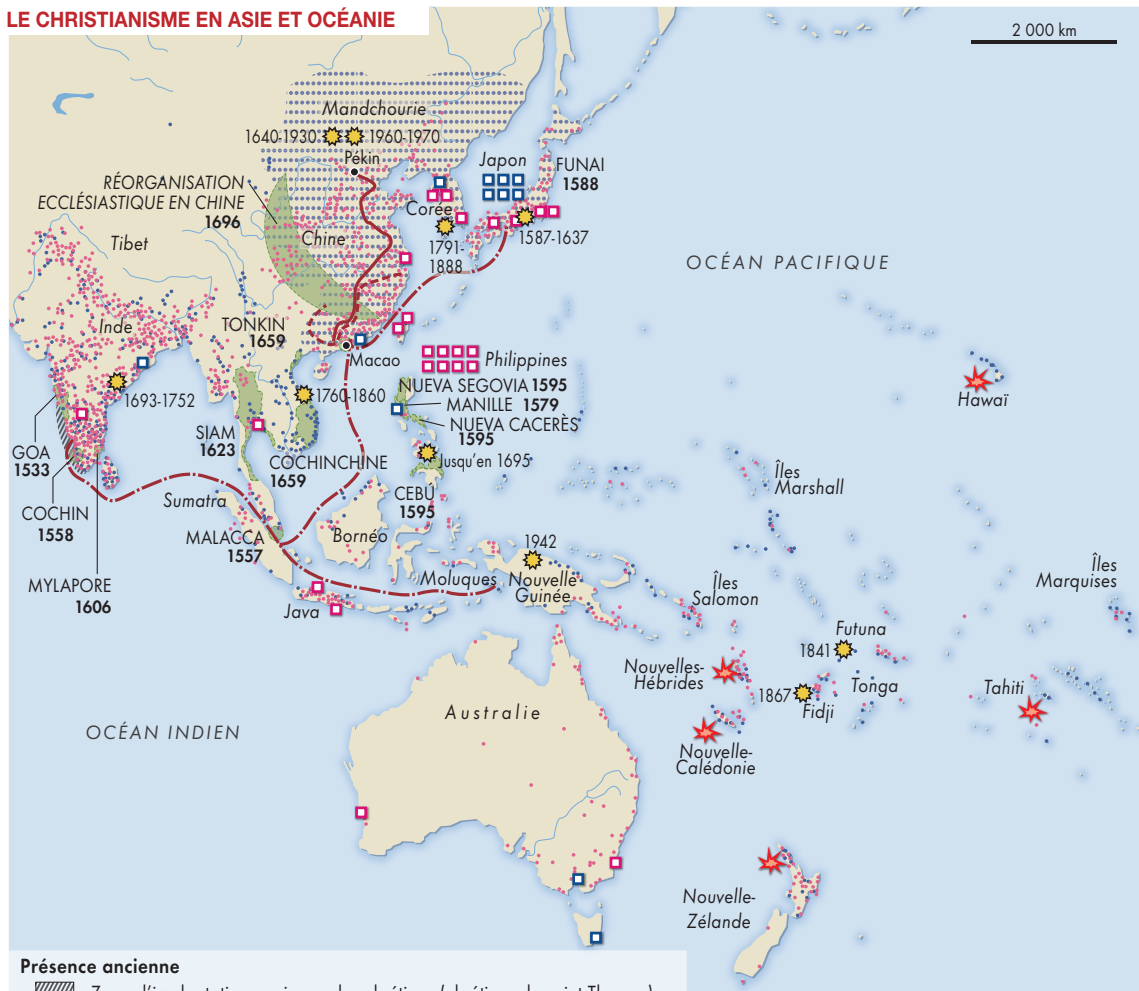 LE CHRISTIANISME EN ASIE ET OCÉANIE
2 000 km
Mandchourie
1640-1930
1960-1970
Pékin
Japon
FUNAI
1588
RÉORGANISATION
ECCLÉSIASTIQUE EN CHINE
1696
Corée
1791-
1888
1587-1637
Tibet
Chine
OCÉAN PACIFIQUE
Inde
TONKIN
1659
Macao
Philippines
1693-1752
1760-1860
NUEVA SEGOVIA 1595
MANILLE 1579
NUEVA CACERÈS
1595
Hawaï
GOA
1533
SIAM
1623
COCHINCHINE
1659
Jusqu'en 1695
CEBU
1595
Îles
Marshall
COCHIN
1558
Sumatra
MALACCA
1557
Bornéo
1942
MYLAPORE
1606
Java
Moluques
Nouvelle
Guinée
Îles
Salomon
Îles
Marquises
Futuna
1841
Nouvelles-
Hébrides
1867
Fidji
Tonga
Tahiti
Australie
OCÉAN INDIEN
Nouvelle-
Calédonie
Nouvelle-
Zélande
Présence ancienne